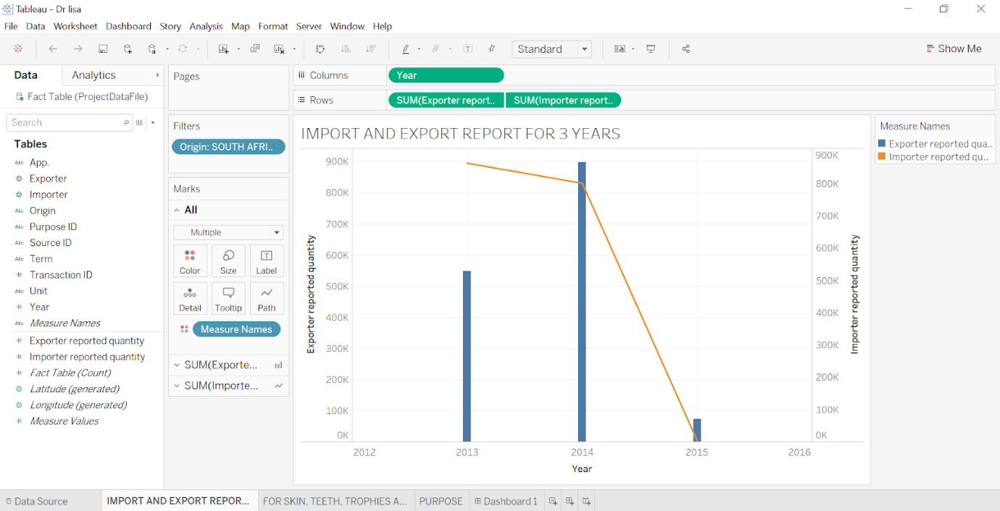 Tableau - Dr lisa
File Data Worksheet Dashboard Story Analysis Map Format Server Window Help
Standard
Show Me
Data
Analytics
Fact Table (ProjectDataFile)
Search
Tables
Abc App.
Exporter
Importer
Abc Origin
Abc Purpose ID
Abc Source ID
Abc Term
# Transaction ID
Abc Unit
# Year
Abc Measure Names
# Exporter reported quantity
# Importer reported quantity
# Fact Table (Count)
Latitude (generated)
Longitude (generated)
# Measure Values
Pages
Filters
Origin: SOUTH AFRI..
Marks
All
Multiple
Color Size Label
Detail Tooltip Path
Measure Names
SUM(Exporte...
SUM(Importe...
Columns
Year
Rows
SUM(Exporter report..
SUM(Importer report..
IMPORT AND EXPORT REPORT FOR 3 YEARS
Exporter reported quantity
900K
800K
700K
600K
500K
400K
300K
200K
100K
0K
2012 2013 2014 2015 2016
Year
900K
800K
700K
600K
500K
400K
300K
200K
100K
0K
Importer reported quantity
Measure Names
Exporter reported qua..
Importer reported qu..
Data Source
IMPORT AND EXPORT REPOR...
FOR SKIN, TEETH, TROPHIES A...
PURPOSE
Dashboard 1